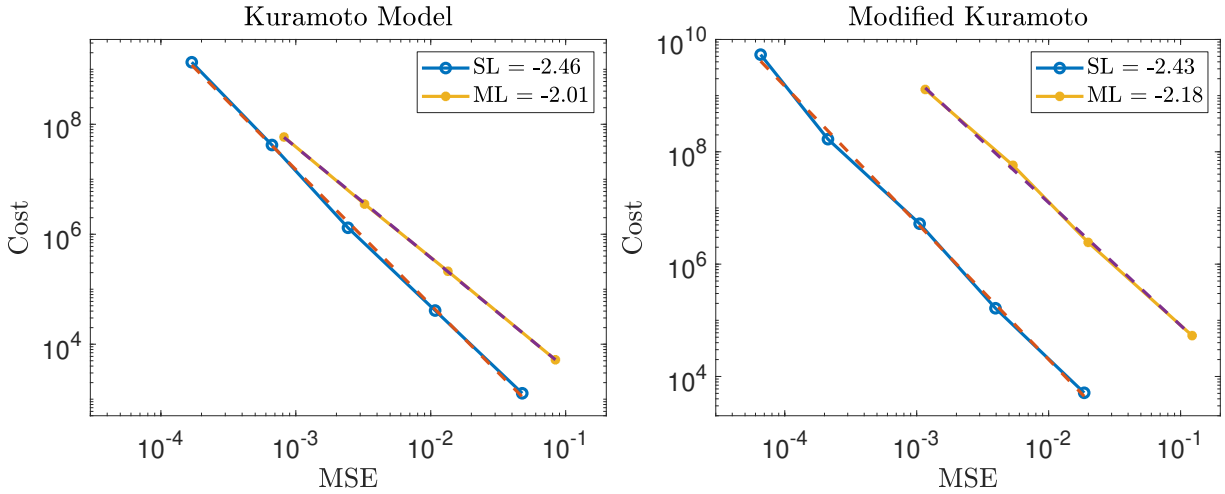 Kuramoto Model
SL = -2.46
ML = -2.01
10^8
10^6
10^4
Cost
10^-4
10^-3
10^-2
10^-1
MSE
Modified Kuramoto
SL = -2.43
ML = -2.18
10^10
10^8
10^6
10^4
Cost
10^-4
10^-3
10^-2
10^-1
MSE